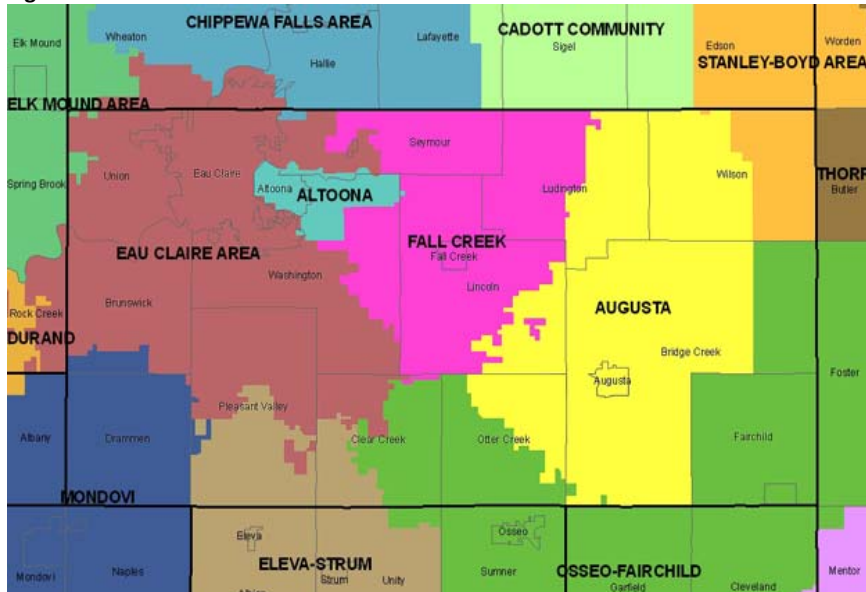 CHIPPEWA FALLS AREA
CADOTT COMMUNITY
Elk Mound
Wheaton
Lafayette
Sigel
Edson
Worden
Hallie
STANLEY-BOYD AREA
ELK MOUND AREA
Seymour
Spring Brook
Union
Eau Claire
Altoona
ALTOONA
Ludington
Wilson
THORP
Butler
EAU CLAIRE AREA
FALL CREEK
Fall Creek
Washington
Lincoln
Brunswick
Rock Creek
DURAND
AUGUSTA
Bridge Creek
Augusta
Foster
Pleasant Valley
Albany
Drammen
Clear Creek
Otter Creek
Fairchild
MONDOVI
Eleva
Osseo
ELEVA-STRUM
OSSEO-FAIRCHILD
Mondovi
Naples
Strum
Unity
Sumner
Garfield
Cleveland
Mentor